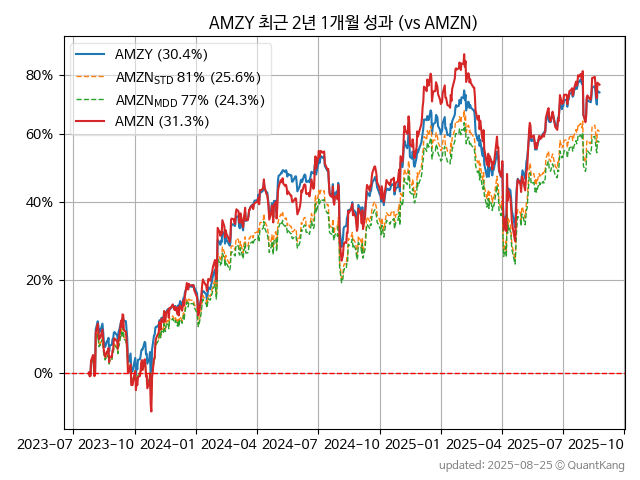 AMZY 최근 2년 1개월 성과 (vs AMZN)
AMZY (30.4%)
AMZN_STD 81% (25.6%)
AMZN_MDD 77% (24.3%)
AMZN (31.3%)
80%
60%
40%
20%
0%
2023-07 2023-10 2024-01 2024-04 2024-07 2024-10 2025-01 2025-04 2025-07 2025-10
updated: 2025-08-25 © QuantKang